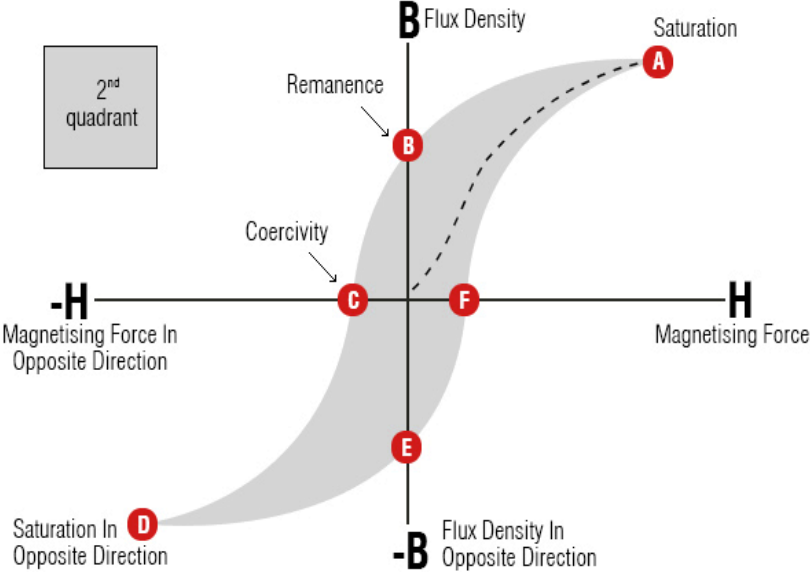 B Flux Density
Saturation
A
2nd
quadrant
Remanence
B
Coercivity
C
F
-H
H
Magnetising Force In
Opposite Direction
Magnetising Force
E
D
Saturation In
Opposite Direction
-B
Flux Density In
Opposite Direction